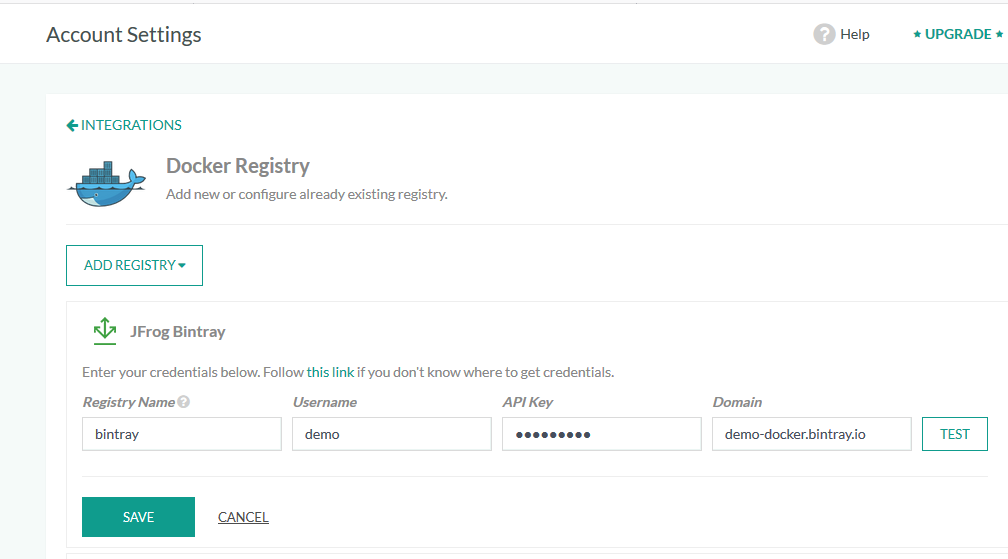 Account Settings
? Help
★ UPGRADE ★
INTEGRATIONS
Docker Registry
Add new or configure already existing registry.
ADD REGISTRY
JFrog Bintray
Enter your credentials below. Follow this link if you don't know where to get credentials.
Registry Name ? Username API Key Domain
bintray demo ●●●●●●●●● demo-docker.bintray.io TEST
SAVE CANCEL